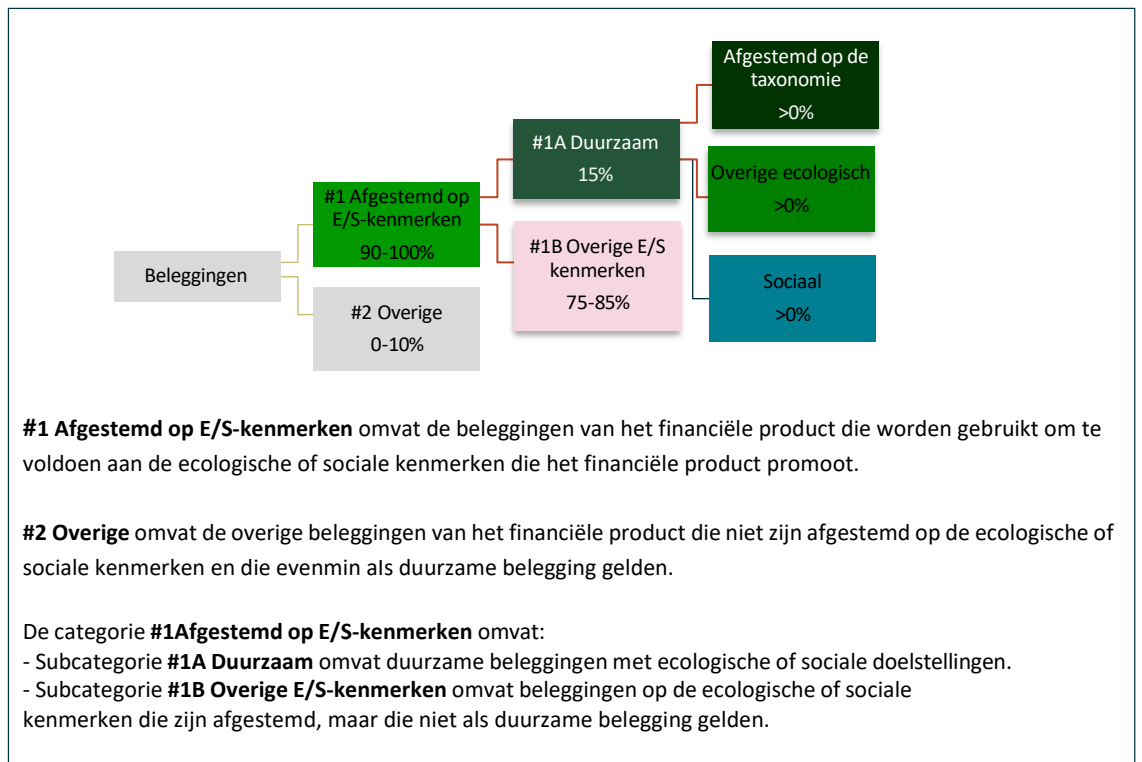 Afgestemd op de
taxonomie
>0%
#1A Duurzaam
15%
Overige ecologisch
>0%
#1 Afgestemd op
E/S-kenmerken
90-100%
#1B Overige E/S
kenmerken
75-85%
Beleggingen
Sociaal
>0%
#2 Overige
0-10%
#1 Afgestemd op E/S-kenmerken omvat de beleggingen van het financiële product die worden gebruikt om te
voldoen aan de ecologische of sociale kenmerken die het financiële product promoot.
#2 Overige omvat de overige beleggingen van het financiële product die niet zijn afgestemd op de ecologische of
sociale kenmerken en die evenmin als duurzame belegging gelden.
De categorie #1Afgestemd op E/S-kenmerken omvat:
- Subcategorie #1A Duurzaam omvat duurzame beleggingen met ecologische of sociale doelstellingen.
- Subcategorie #1B Overige E/S-kenmerken omvat beleggingen op de ecologische of sociale
kenmerken die zijn afgestemd, maar die niet als duurzame belegging gelden.